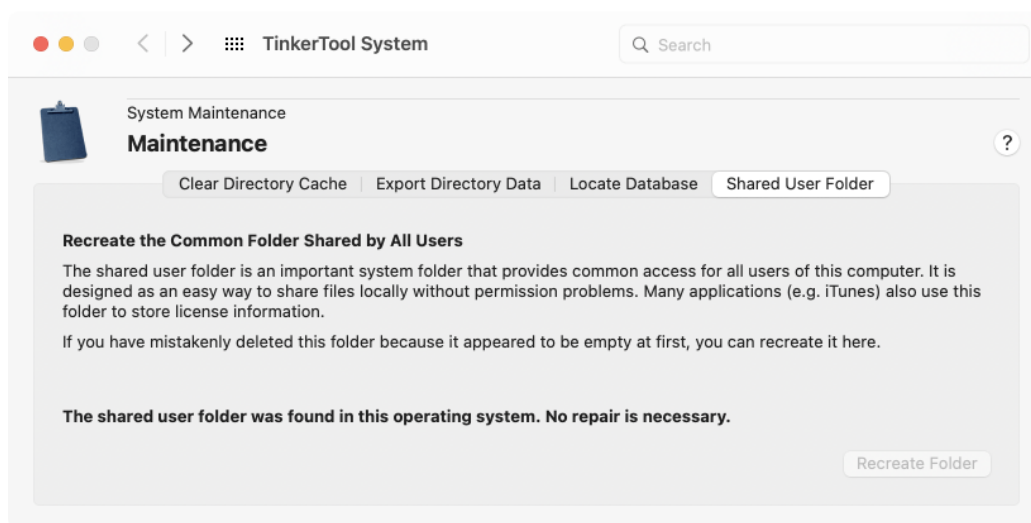 TinkerTool System
Search
System Maintenance
Maintenance
?
Clear Directory Cache
Export Directory Data
Locate Database
Shared User Folder
Recreate the Common Folder Shared by All Users
The shared user folder is an important system folder that provides common access for all users of this computer. It is
designed as an easy way to share files locally without permission problems. Many applications (e.g. iTunes) also use this
folder to store license information.
If you have mistakenly deleted this folder because it appeared to be empty at first, you can recreate it here.
The shared user folder was found in this operating system. No repair is necessary.
Recreate Folder